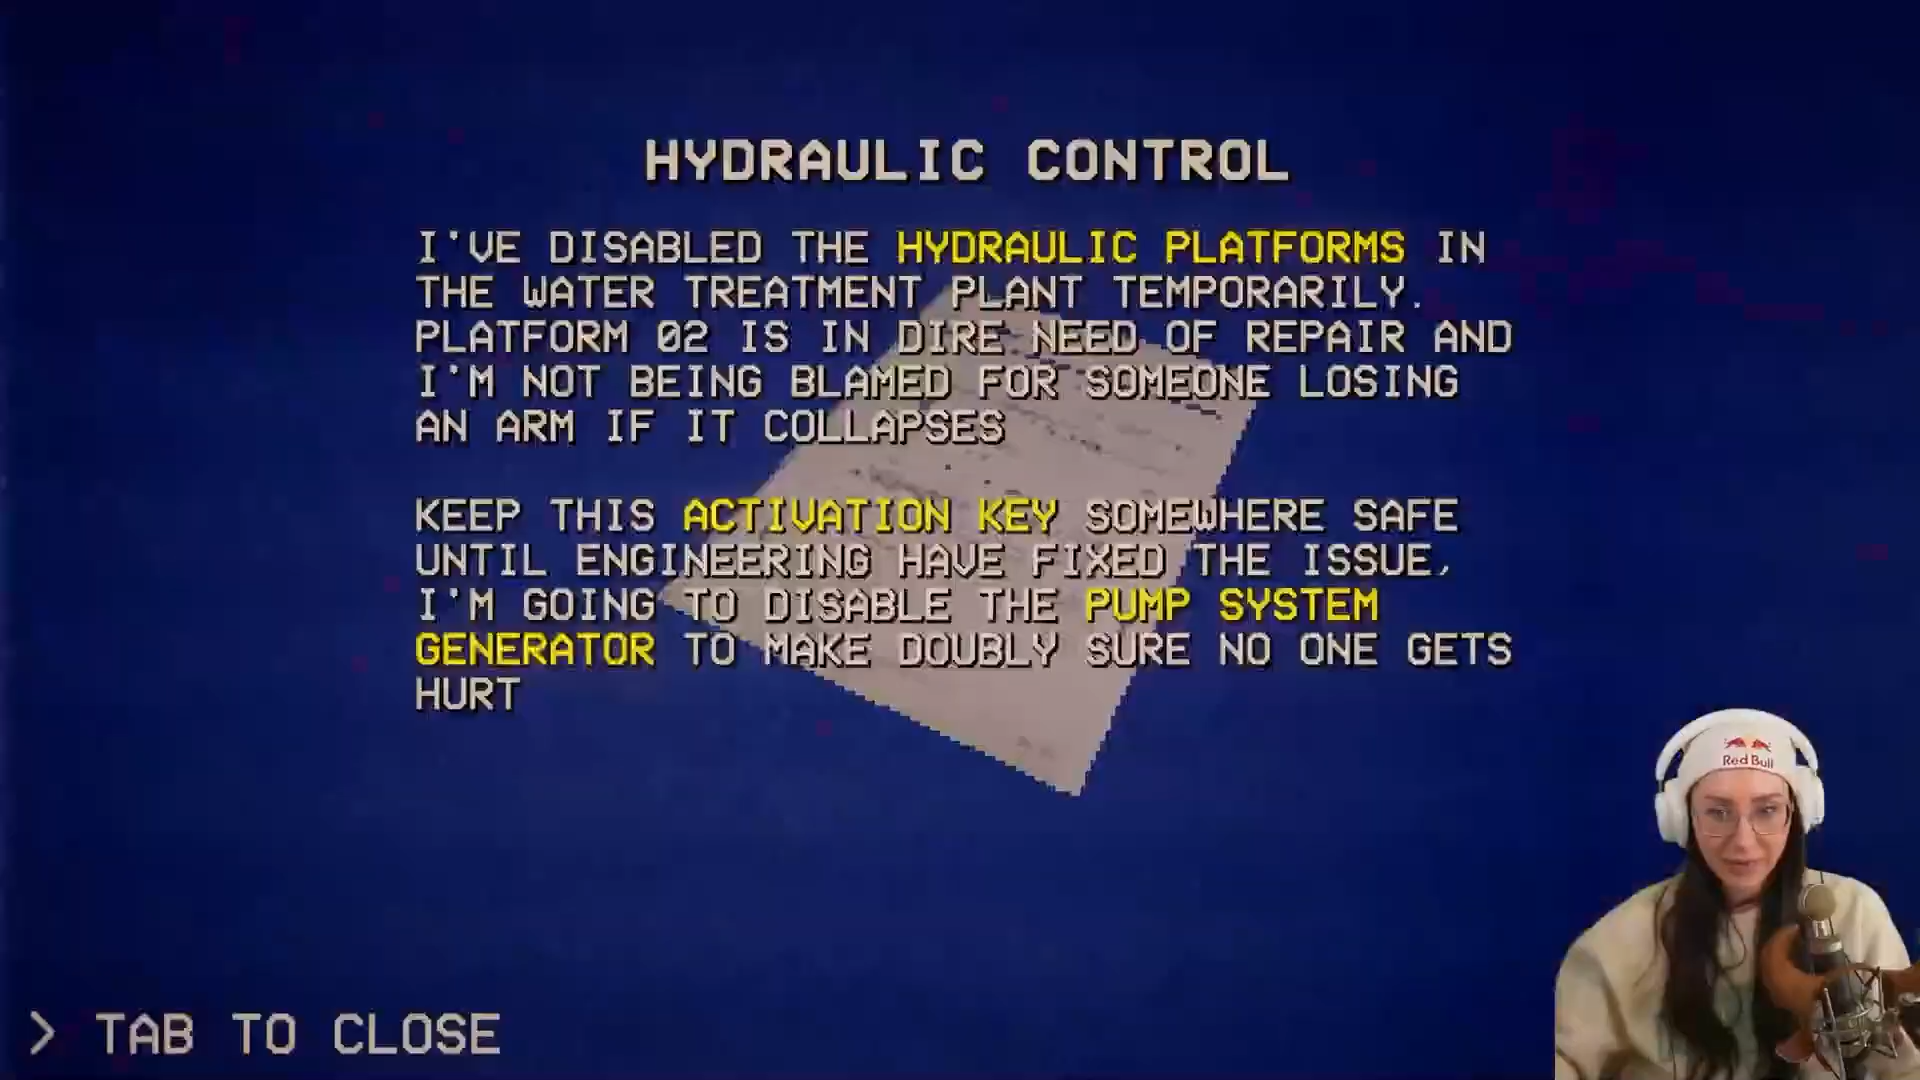 HYDRAULIC CONTROL
I'VE DISABLED THE HYDRAULIC PLATFORMS IN
THE WATER TREATMENT PLANT TEMPORARILY.
PLATFORM 02 IS IN DIRE NEED OF REPAIR AND
I'M NOT BEING BLAMED FOR SOMEONE LOSING
AN ARM IF IT COLLAPSES
KEEP THIS ACTIVATION KEY SOMEWHERE SAFE
UNTIL ENGINEERING HAVE FIXED THE ISSUE,
I'M GOING TO DISABLE THE PUMP SYSTEM
GENERATOR TO MAKE DOUBLY SURE NO ONE GETS
HURT
Red Bull
> TAB TO CLOSE